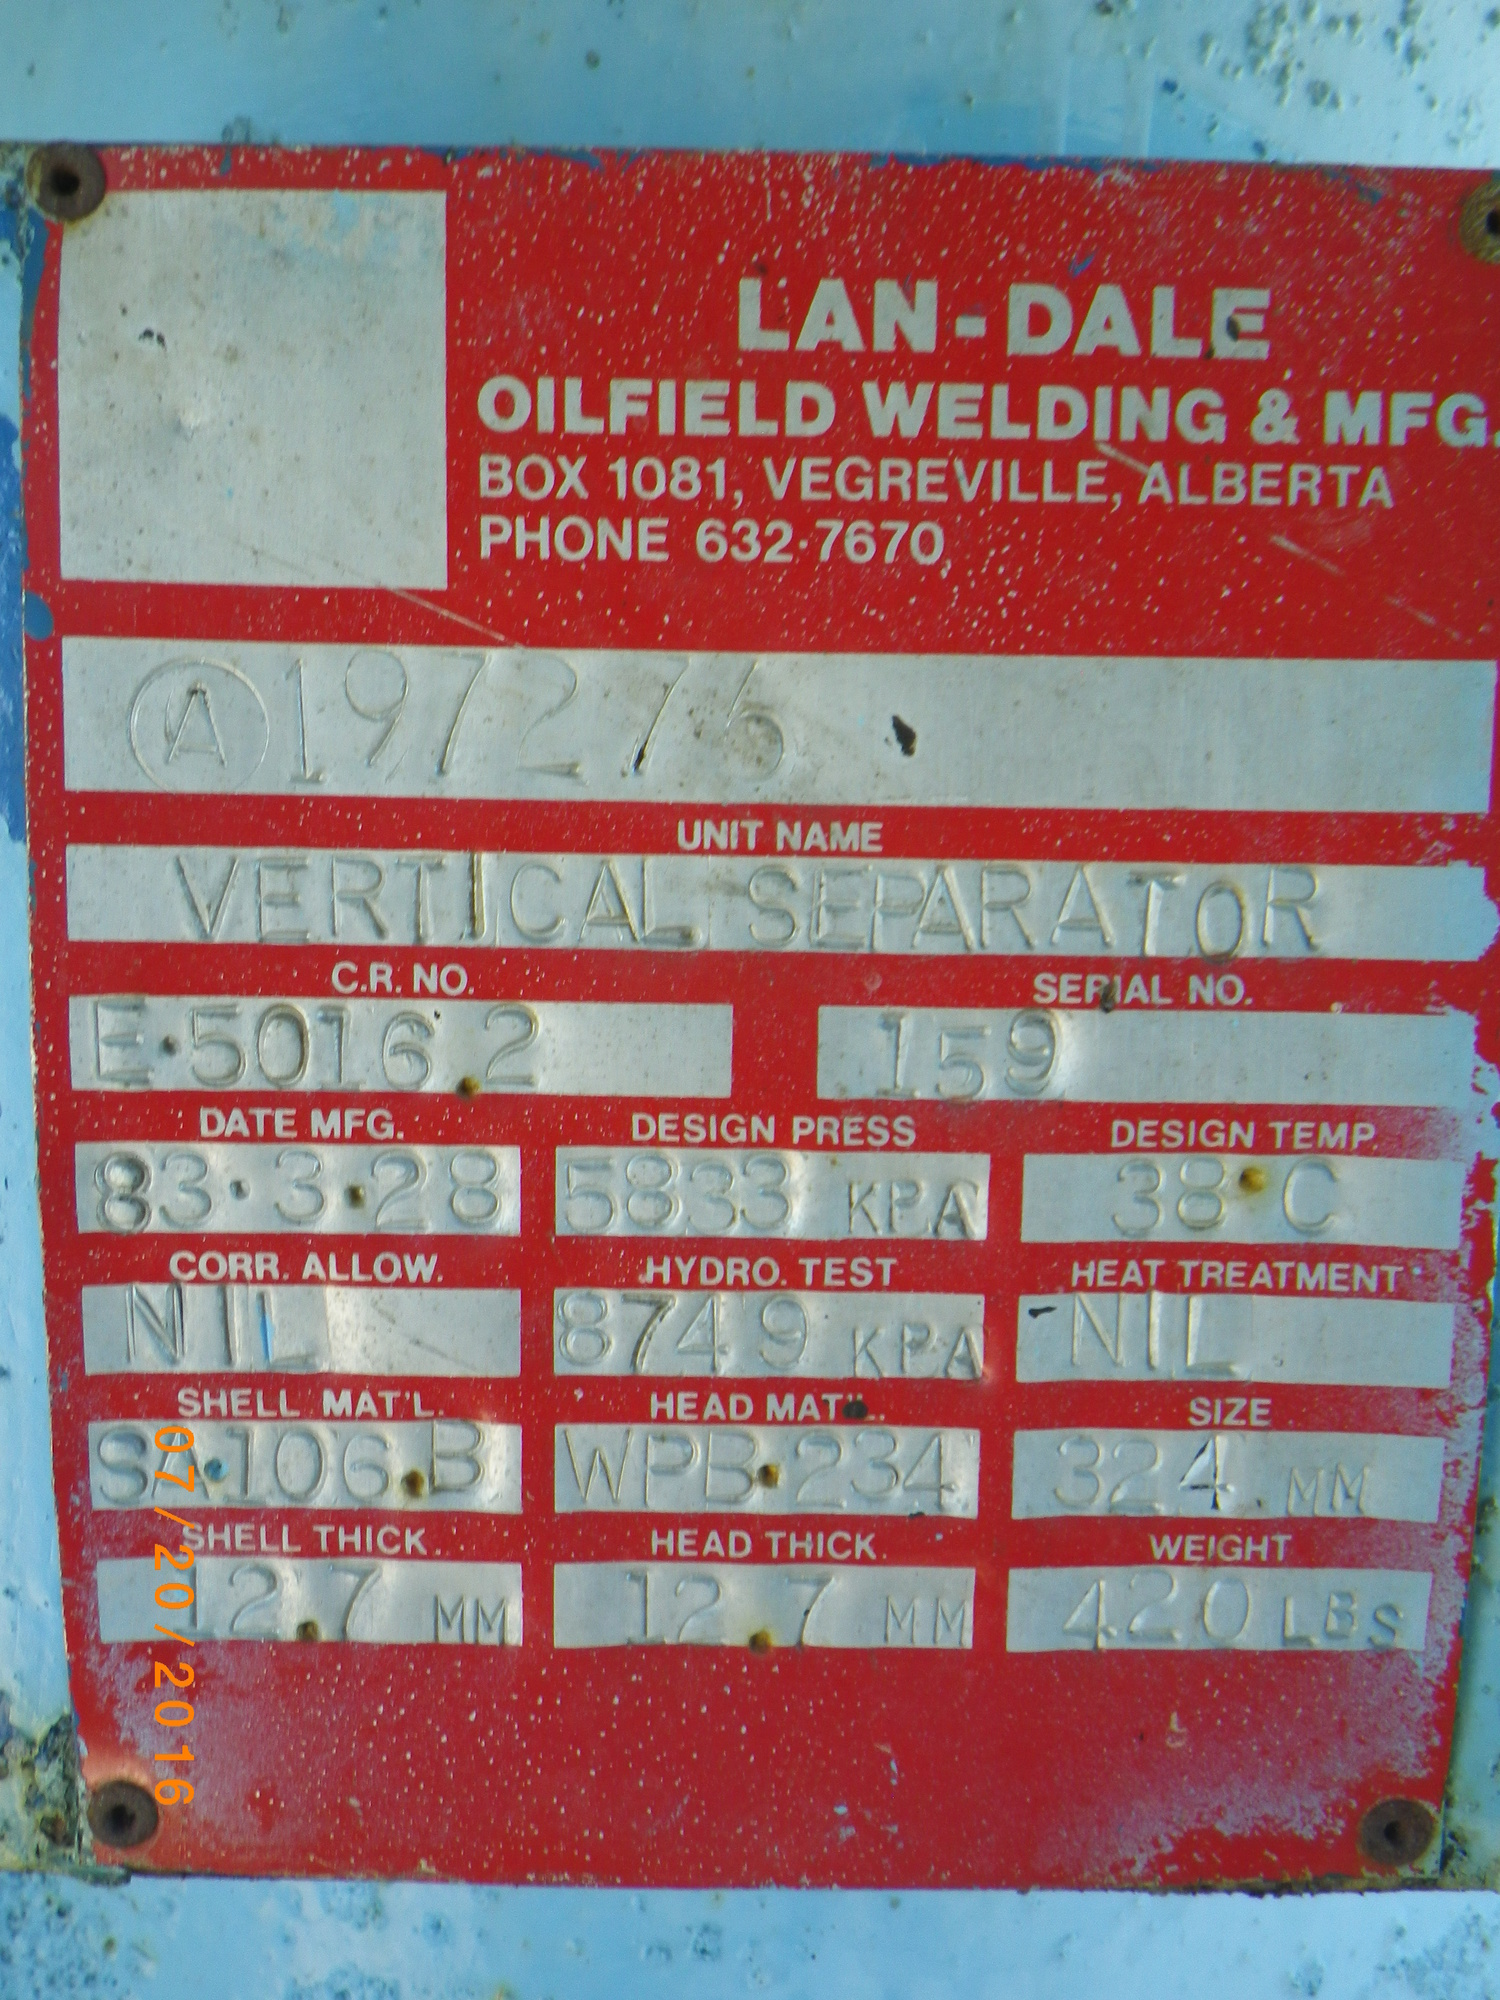 LAN-DALE
OILFIELD WELDING & MFG.
BOX 1081, VEGREVILLE, ALBERTA
PHONE 632·7670
Ⓐ 197276
UNIT NAME
VERTICAL SEPARATOR
C.R. NO. SERIAL NO.
E·5016.2 159
DATE MFG. DESIGN PRESS DESIGN TEMP.
83·3·28 5833 KPA 38°C
CORR. ALLOW. HYDRO. TEST HEAT TREATMENT
NIL 8749 KPA NIL
SHELL MAT'L. HEAD MAT'L. SIZE
SA·106.B WPB·234 324 MM
SHELL THICK. HEAD THICK. WEIGHT
12.7 MM 12.7 MM 420 LBS
07/20/2016